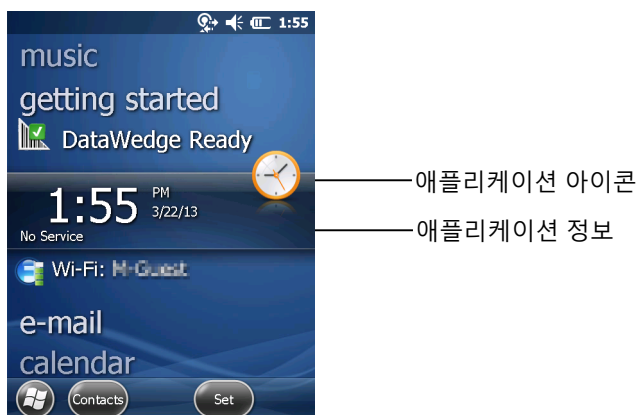 1:55
music
getting started
DataWedge Ready
애플리케이션 아이콘
1:55 PM
3/22/13
애플리케이션 정보
No Service
Wi-Fi:
e-mail
calendar
Contacts
Set